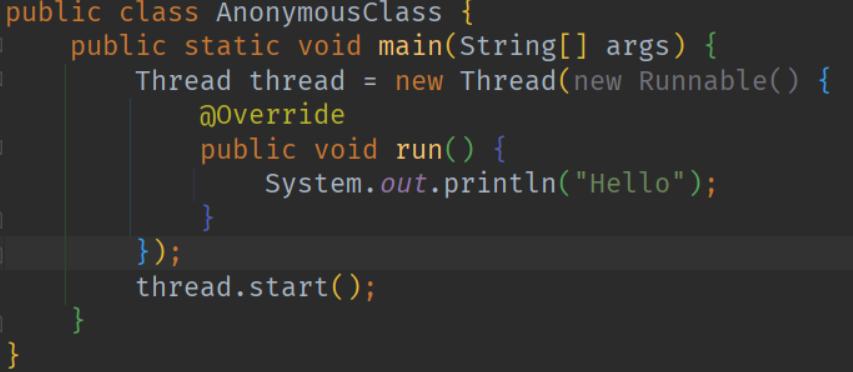 public class AnonymousClass {
    public static void main(String[] args) {
        Thread thread = new Thread(new Runnable() {
            @Override
            public void run() {
                System.out.println("Hello");
            }
        });
        thread.start();
    }
}